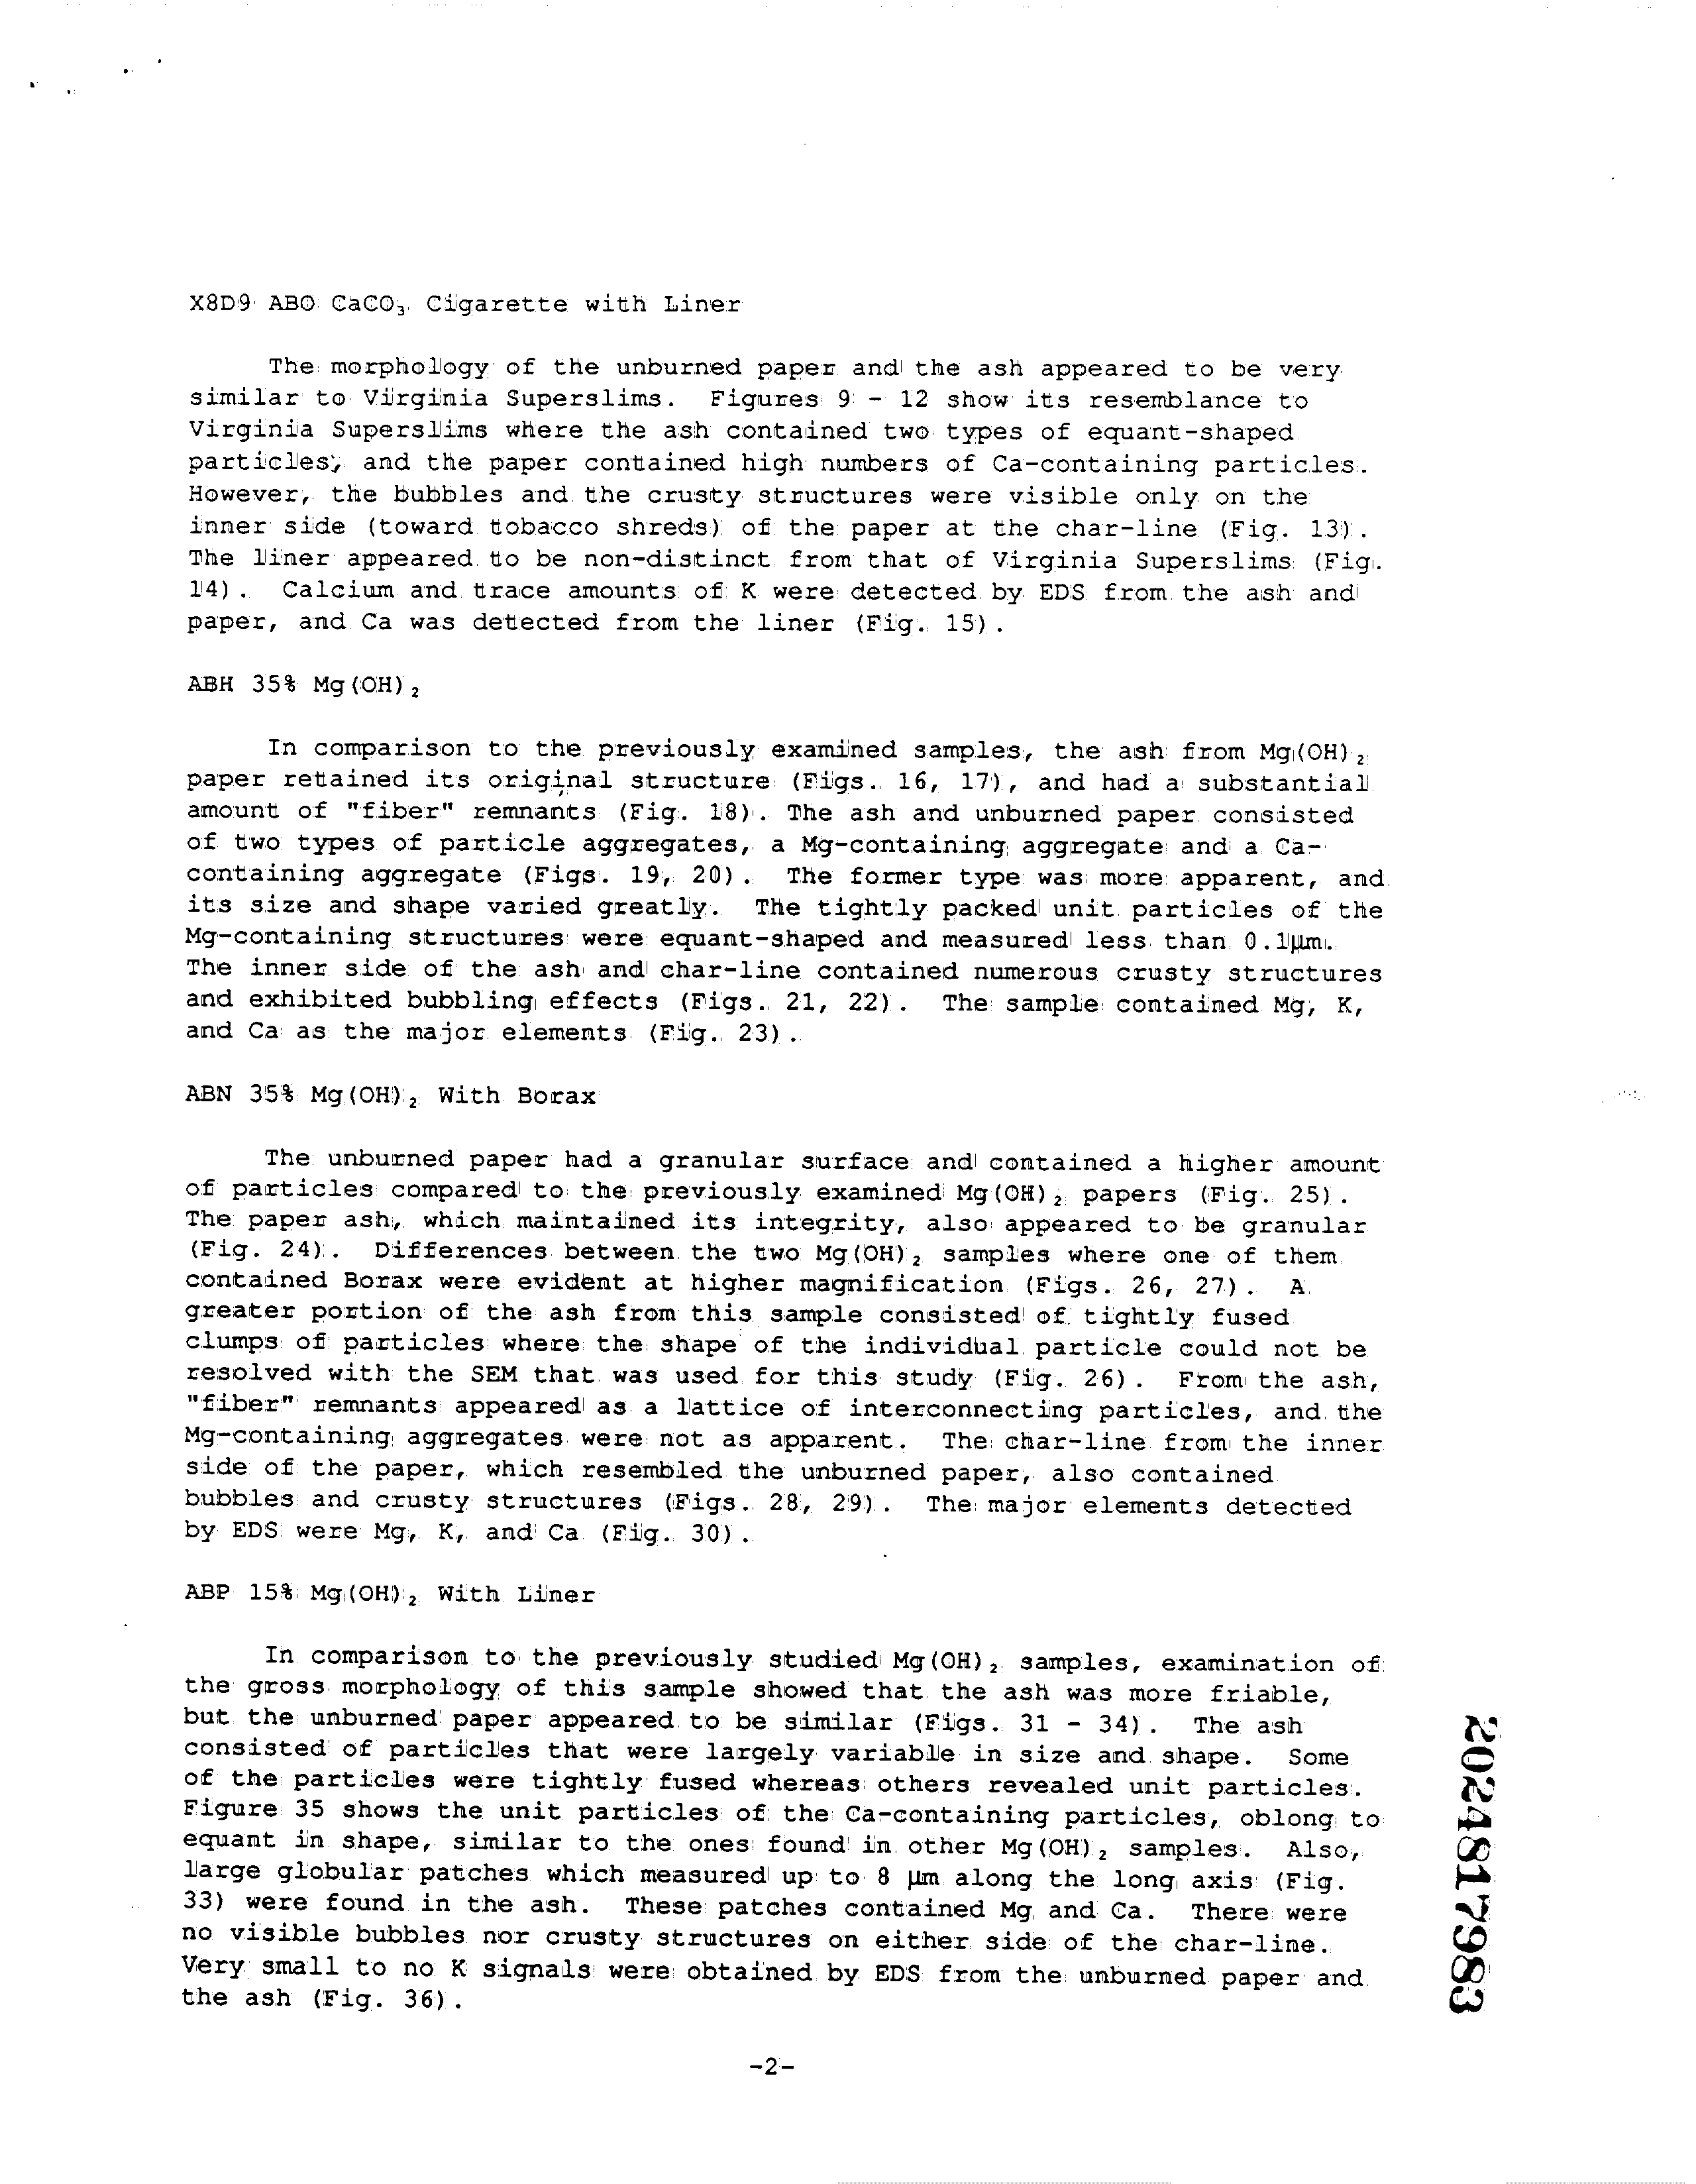 X8D9 ABO CaCO₃ Cigarette with Liner
The morphology of the unburned paper and the ash appeared to be very
similar to Virginia Superslims. Figures 9 - 12 show its resemblance to
Virginia Superslims where the ash contained two types of equant-shaped
particles, and the paper contained high numbers of Ca-containing particles.
However, the bubbles and the crusty structures were visible only on the
inner side (toward tobacco shreds) of the paper at the char-line (Fig. 13).
The liner appeared to be non-distinct from that of Virginia Superslims (Fig.
14). Calcium and trace amounts of K were detected by EDS from the ash and
paper, and Ca was detected from the liner (Fig. 15).
ABH 35% Mg(OH)₂
In comparison to the previously examined samples, the ash from Mg(OH)₂
paper retained its original structure (Figs. 16, 17), and had a substantial
amount of "fiber" remnants (Fig. 18). The ash and unburned paper consisted
of two types of particle aggregates, a Mg-containing aggregate and a Ca-
containing aggregate (Figs. 19, 20). The former type was more apparent, and
its size and shape varied greatly. The tightly packed unit particles of the
Mg-containing structures were equant-shaped and measured less than 0.1µm.
The inner side of the ash and char-line contained numerous crusty structures
and exhibited bubbling effects (Figs. 21, 22). The sample contained Mg, K,
and Ca as the major elements (Fig. 23).
ABN 35% Mg(OH)₂ With Borax
The unburned paper had a granular surface and contained a higher amount
of particles compared to the previously examined Mg(OH)₂ papers (Fig. 25).
The paper ash, which maintained its integrity, also appeared to be granular
(Fig. 24). Differences between the two Mg(OH)₂ samples where one of them
contained Borax were evident at higher magnification (Figs. 26, 27). A
greater portion of the ash from this sample consisted of tightly fused
clumps of particles where the shape of the individual particle could not be
resolved with the SEM that was used for this study (Fig. 26). From the ash,
"fiber" remnants appeared as a lattice of interconnecting particles, and the
Mg-containing aggregates were not as apparent. The char-line from the inner
side of the paper, which resembled the unburned paper, also contained
bubbles and crusty structures (Figs. 28, 29). The major elements detected
by EDS were Mg, K, and Ca (Fig. 30).
ABP 15% Mg(OH)₂ With Liner
In comparison to the previously studied Mg(OH)₂ samples, examination of
the gross morphology of this sample showed that the ash was more friable,
but the unburned paper appeared to be similar (Figs. 31 - 34). The ash
consisted of particles that were largely variable in size and shape. Some
of the particles were tightly fused whereas others revealed unit particles.
Figure 35 shows the unit particles of the Ca-containing particles, oblong to
equant in shape, similar to the ones found in other Mg(OH)₂ samples. Also,
large globular patches which measured up to 8 µm along the long axis (Fig.
33) were found in the ash. These patches contained Mg and Ca. There were
no visible bubbles nor crusty structures on either side of the char-line.
Very small to no K signals were obtained by EDS from the unburned paper and
the ash (Fig. 36).
-2-
2024817983